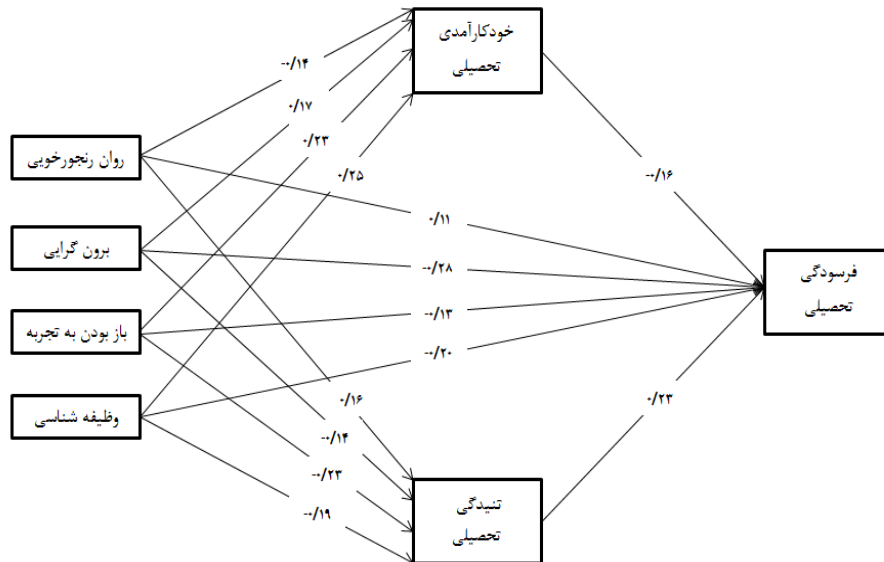 خودکارآمدی
تحصیلی
-۰/۱۴
۰/۱۷
۰/۲۳
۰/۲۵
-۰/۱۶
روان رنجورخویی
۰/۱۱
برون گرایی
-۰/۲۸
فرسودگی
تحصیلی
باز بودن به تجربه
-۰/۱۳
-۰/۲۰
وظیفه شناسی
۰/۱۶
-۰/۱۴
-۰/۲۳
-۰/۱۹
۰/۲۳
تنیدگی
تحصیلی